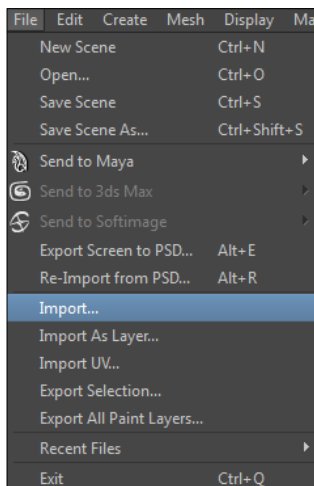 File Edit Create Mesh Display Ma
New Scene Ctrl+N
Open... Ctrl+O
Save Scene Ctrl+S
Save Scene As... Ctrl+Shift+S
Send to Maya
Send to 3ds Max
Send to Softimage
Export Screen to PSD... Alt+E
Re-Import from PSD... Alt+R
Import...
Import As Layer...
Import UV...
Export Selection...
Export All Paint Layers...
Recent Files
Exit Ctrl+Q